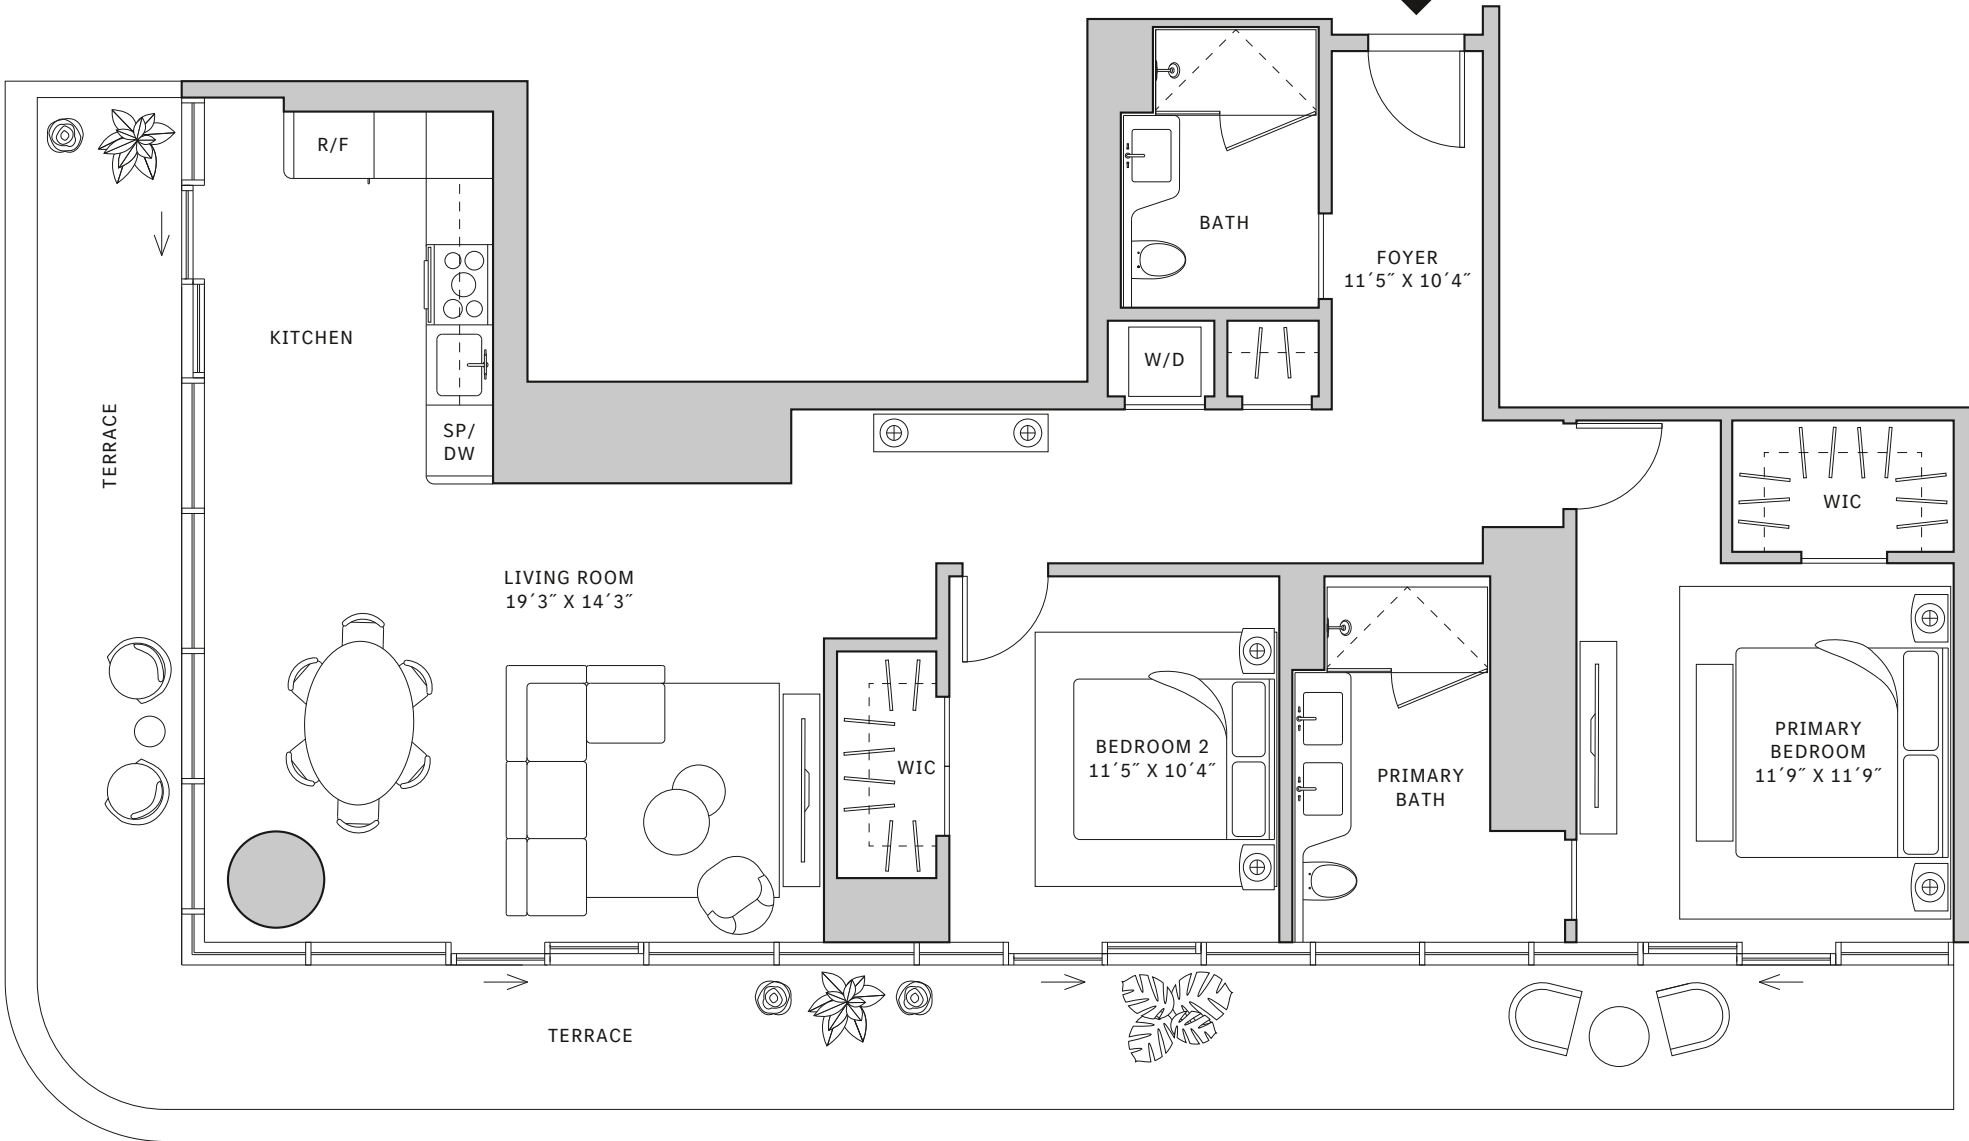 R/F
BATH
FOYER
11´5˝ X 10´4˝
KITCHEN
W/D
TERRACE
SP/
DW
WIC
LIVING ROOM
19´3˝ X 14´3˝
WIC
BEDROOM 2
11´5˝ X 10´4˝
PRIMARY
BATH
PRIMARY
BEDROOM
11´9˝ X 11´9˝
TERRACE